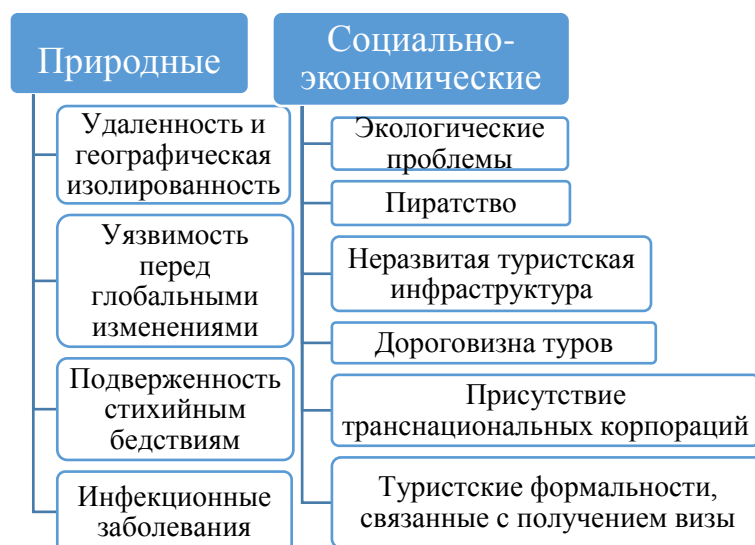 Природные
Удаленность и
географическая
изолированность
Уязвимость
перед
глобальными
изменениями
Подверженность
стихийным
бедствиям
Инфекционные
заболевания
Социально-
экономические
Экологические
проблемы
Пиратство
Неразвитая туристская
инфраструктура
Дороговизна туров
Присутствие
транснациональных корпораций
Туристские формальности,
связанные с получением визы